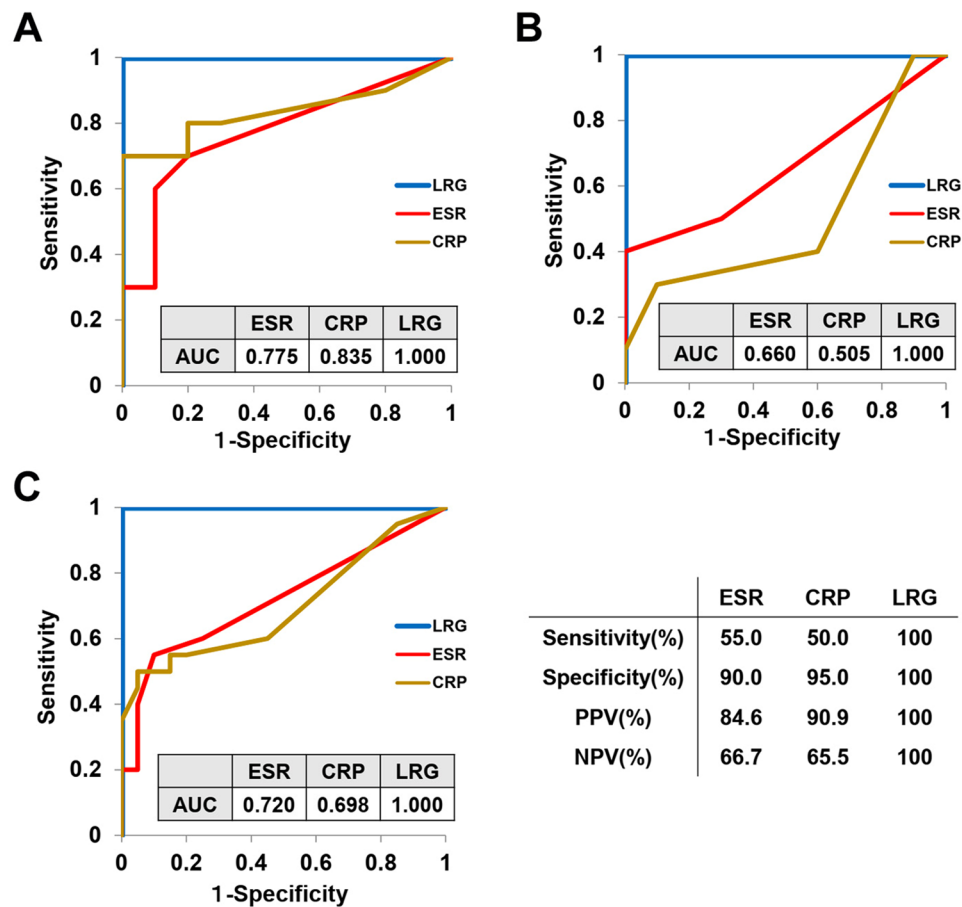 A
1
0.8
0.6
0.4
0.2
0
Sensitivity
LRG
ESR
CRP
ESR CRP LRG
AUC 0.775 0.835 1.000
0 0.2 0.4 0.6 0.8 1
1-Specificity
B
1
0.8
0.6
0.4
0.2
0
Sensitivity
LRG
ESR
CRP
ESR CRP LRG
AUC 0.660 0.505 1.000
0 0.2 0.4 0.6 0.8 1
1-Specificity
C
1
0.8
0.6
0.4
0.2
0
Sensitivity
LRG
ESR
CRP
ESR CRP LRG
AUC 0.720 0.698 1.000
0 0.2 0.4 0.6 0.8 1
1-Specificity
ESR CRP LRG
Sensitivity(%) 55.0 50.0 100
Specificity(%) 90.0 95.0 100
PPV(%) 84.6 90.9 100
NPV(%) 66.7 65.5 100